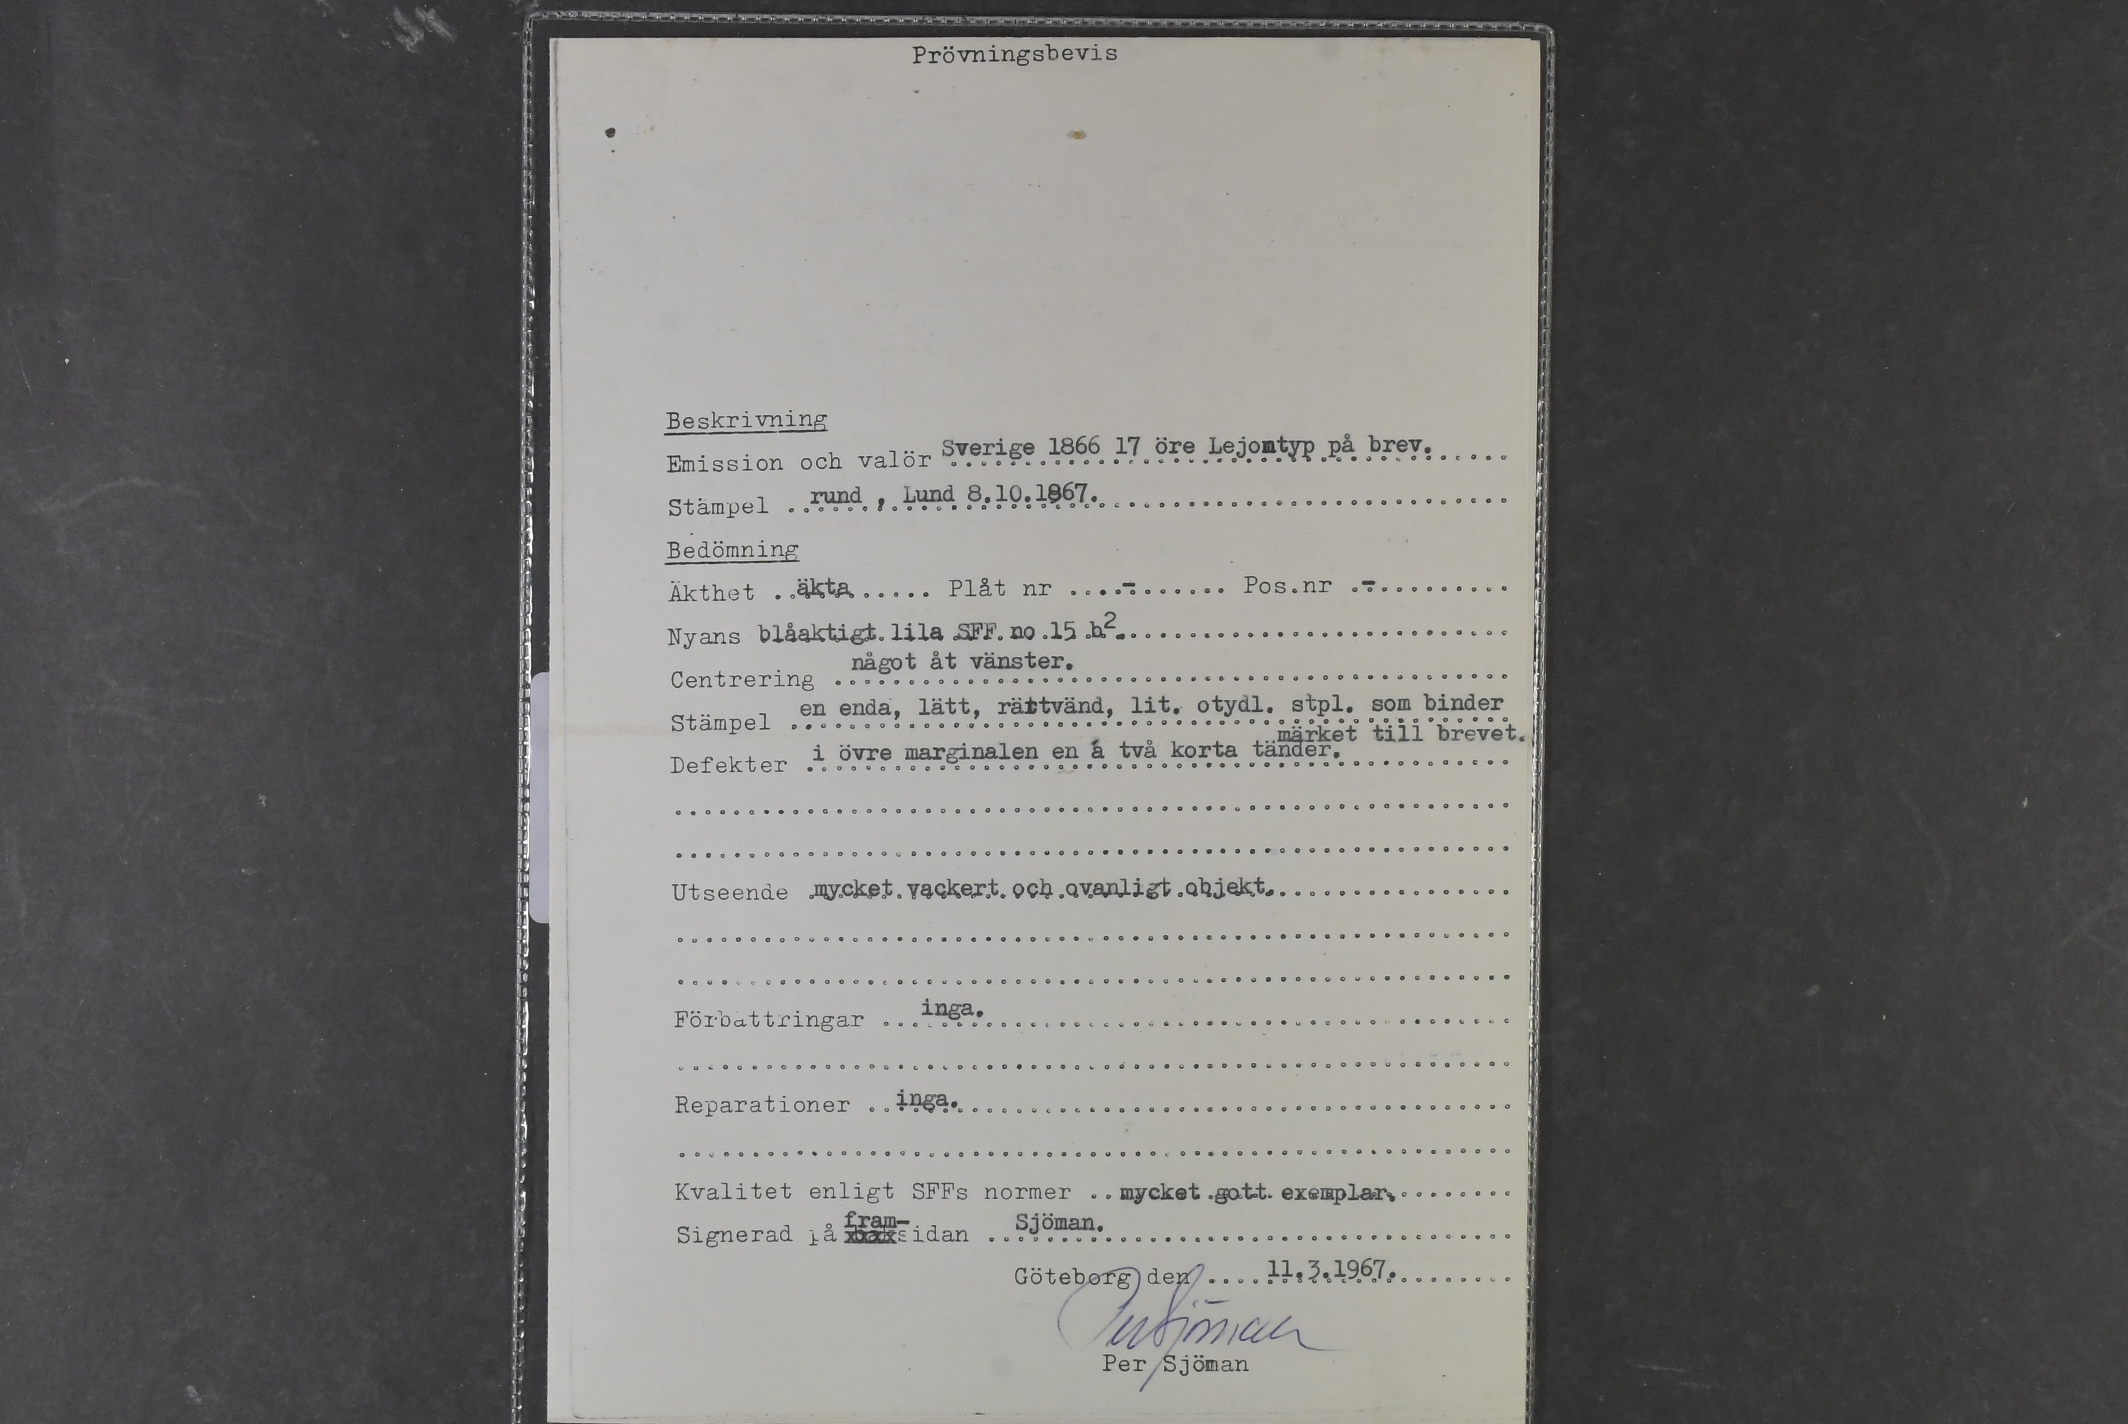 Prövningsbevis
Beskrivning
Emission och valör Sverige 1866 17 öre Lejontyp på brev.
Stämpel rund , Lund 8.10.1867.
Bedömning
Äkthet äkta Plåt nr - Pos.nr -
Nyans blåaktigt lila SFF no 15 b2.
Centrering något åt vänster.
Stämpel en enda, lätt, rättvänd, lit. otydl. stpl. som binder
märket till brevet.
Defekter i övre marginalen en á två korta tänder.
Utseende mycket vackert och ovanligt objekt.
Förbättringar inga.
Reparationer inga.
Kvalitet enligt SFFs normer mycket gott exemplar.
Signerad på fram-sidan Sjöman.
Göteborg den 11.3.1967.
Per Sjöman
Per Sjöman